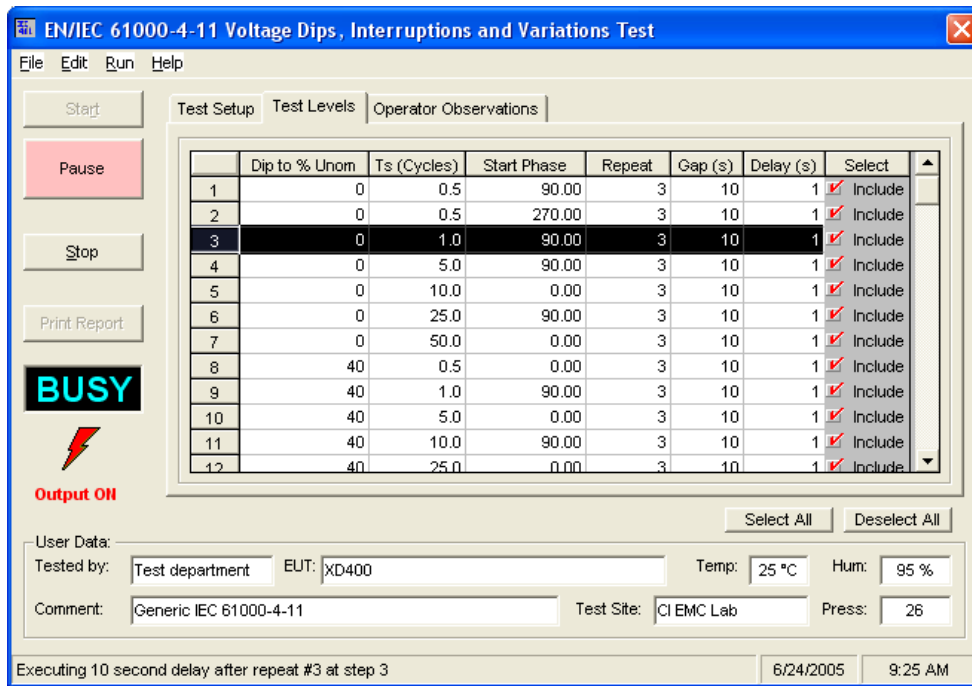 EN/IEC 61000-4-11 Voltage Dips, Interruptions and Variations Test
File Edit Run Help
Start
Pause
Stop
Print Report
BUSY
Output ON
Test Setup Test Levels Operator Observations
Dip to % Unom Ts (Cycles) Start Phase Repeat Gap (s) Delay (s) Select
1 0 0.5 90.00 3 10 1 Include
2 0 0.5 270.00 3 10 1 Include
3 0 1.0 90.00 3 10 1 Include
4 0 5.0 90.00 3 10 1 Include
5 0 10.0 0.00 3 10 1 Include
6 0 25.0 90.00 3 10 1 Include
7 0 50.0 0.00 3 10 1 Include
8 40 0.5 0.00 3 10 1 Include
9 40 1.0 90.00 3 10 1 Include
10 40 5.0 0.00 3 10 1 Include
11 40 10.0 90.00 3 10 1 Include
12 40 25.0 0.00 3 10 1 Include
Select All Deselect All
User Data:
Tested by: Test department EUT: XD400 Temp: 25 °C Hum: 95 %
Comment: Generic IEC 61000-4-11 Test Site: CI EMC Lab Press: 26
Executing 10 second delay after repeat #3 at step 3 6/24/2005 9:25 AM